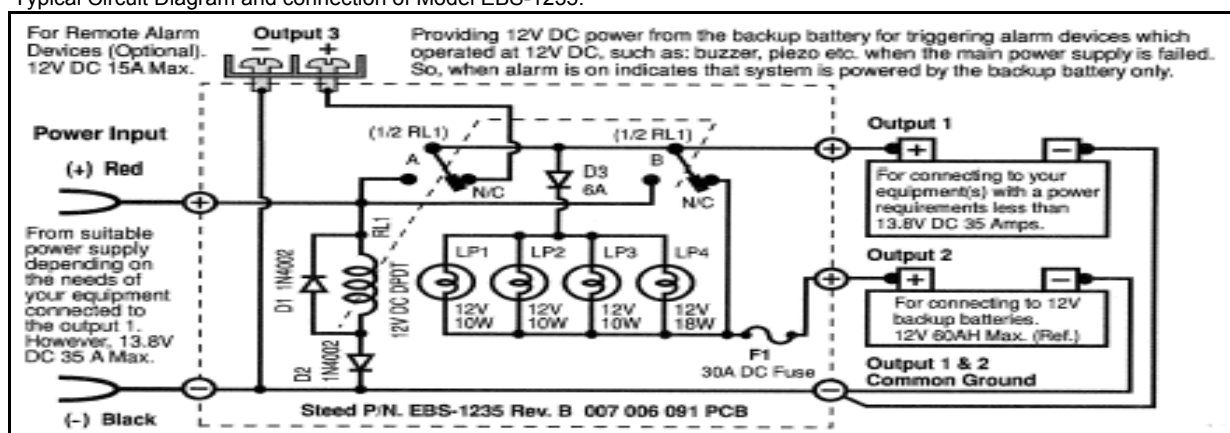 Typical Circuit Diagram and connection of Model EBS-1235:
For Remote Alarm
Devices (Optional).
12V DC 15A Max.
Output 3
- +
Providing 12V DC power from the backup battery for triggering alarm devices which
operated at 12V DC, such as: buzzer, piezo etc. when the main power supply is failed.
So, when alarm is on indicates that system is powered by the backup battery only.
Power Input
(+) Red
+
From suitable
power supply
depending on
the needs of
your equipment
connected to
the output 1.
However, 13.8V
DC 35 A Max.
-
(-) Black
(1/2 RL1)
A
N/C
(1/2 RL1)
B
N/C
D3
6A
RL1
D1 1N4002
12V DC DPDT
D2
1N4002
LP1
LP2
LP3
LP4
12V
10W
12V
10W
12V
10W
12V
18W
F1
30A DC Fuse
+
Output 1
+ -
For connecting to your
equipment(s) with a power
requirements less than
13.8V DC 35 Amps.
+
Output 2
+ -
For connecting to 12V
backup batteries.
12V 60AH Max. (Ref.)
-
Output 1 & 2
Common Ground
Steed P/N. EBS-1235 Rev. B 007 006 091 PCB